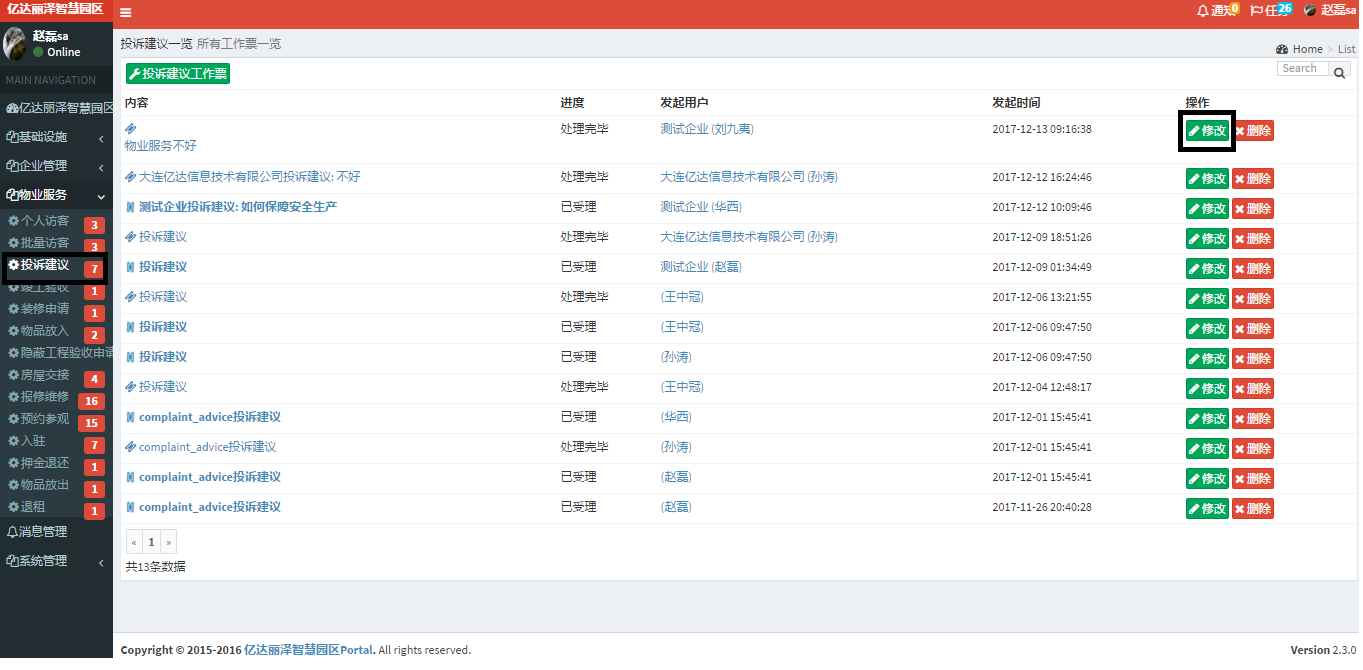 亿达丽泽智慧园区
通知 0
任务 26
赵磊sa
赵磊sa
Online
MAIN NAVIGATION
亿达丽泽智慧园区
基础设施
企业管理
物业服务
个人访客 3
批量访客 3
投诉建议 7
竣工验收 1
装修申请 1
物品放入 2
隐蔽工程验收申请
房屋交接 4
报修维修 16
预约参观 15
入驻 7
押金退还 1
物品放出 1
退租 1
消息管理
系统管理
投诉建议一览 所有工作票一览
Home > List
投诉建议工作票
Search
内容 进度 发起用户 发起时间 操作
物业服务不好 处理完毕 测试企业 (刘九夷) 2017-12-13 09:16:38 修改 删除
大连亿达信息技术有限公司投诉建议: 不好 处理完毕 大连亿达信息技术有限公司 (孙涛) 2017-12-12 16:24:46 修改 删除
测试企业投诉建议: 如何保障安全生产 已受理 测试企业 (华西) 2017-12-12 10:09:46 修改 删除
投诉建议 处理完毕 大连亿达信息技术有限公司 (孙涛) 2017-12-09 18:51:26 修改 删除
投诉建议 已受理 测试企业 (赵磊) 2017-12-09 01:34:49 修改 删除
投诉建议 处理完毕 (王中冠) 2017-12-06 13:21:55 修改 删除
投诉建议 已受理 (王中冠) 2017-12-06 09:47:50 修改 删除
投诉建议 已受理 (孙涛) 2017-12-06 09:47:50 修改 删除
投诉建议 处理完毕 (王中冠) 2017-12-04 12:48:17 修改 删除
complaint_advice投诉建议 已受理 (华西) 2017-12-01 15:45:41 修改 删除
complaint_advice投诉建议 处理完毕 (孙涛) 2017-12-01 15:45:41 修改 删除
complaint_advice投诉建议 已受理 (赵磊) 2017-12-01 15:45:41 修改 删除
complaint_advice投诉建议 已受理 (赵磊) 2017-11-26 20:40:28 修改 删除
« 1 »
共13条数据
Copyright © 2015-2016 亿达丽泽智慧园区Portal. All rights reserved.
Version 2.3.0